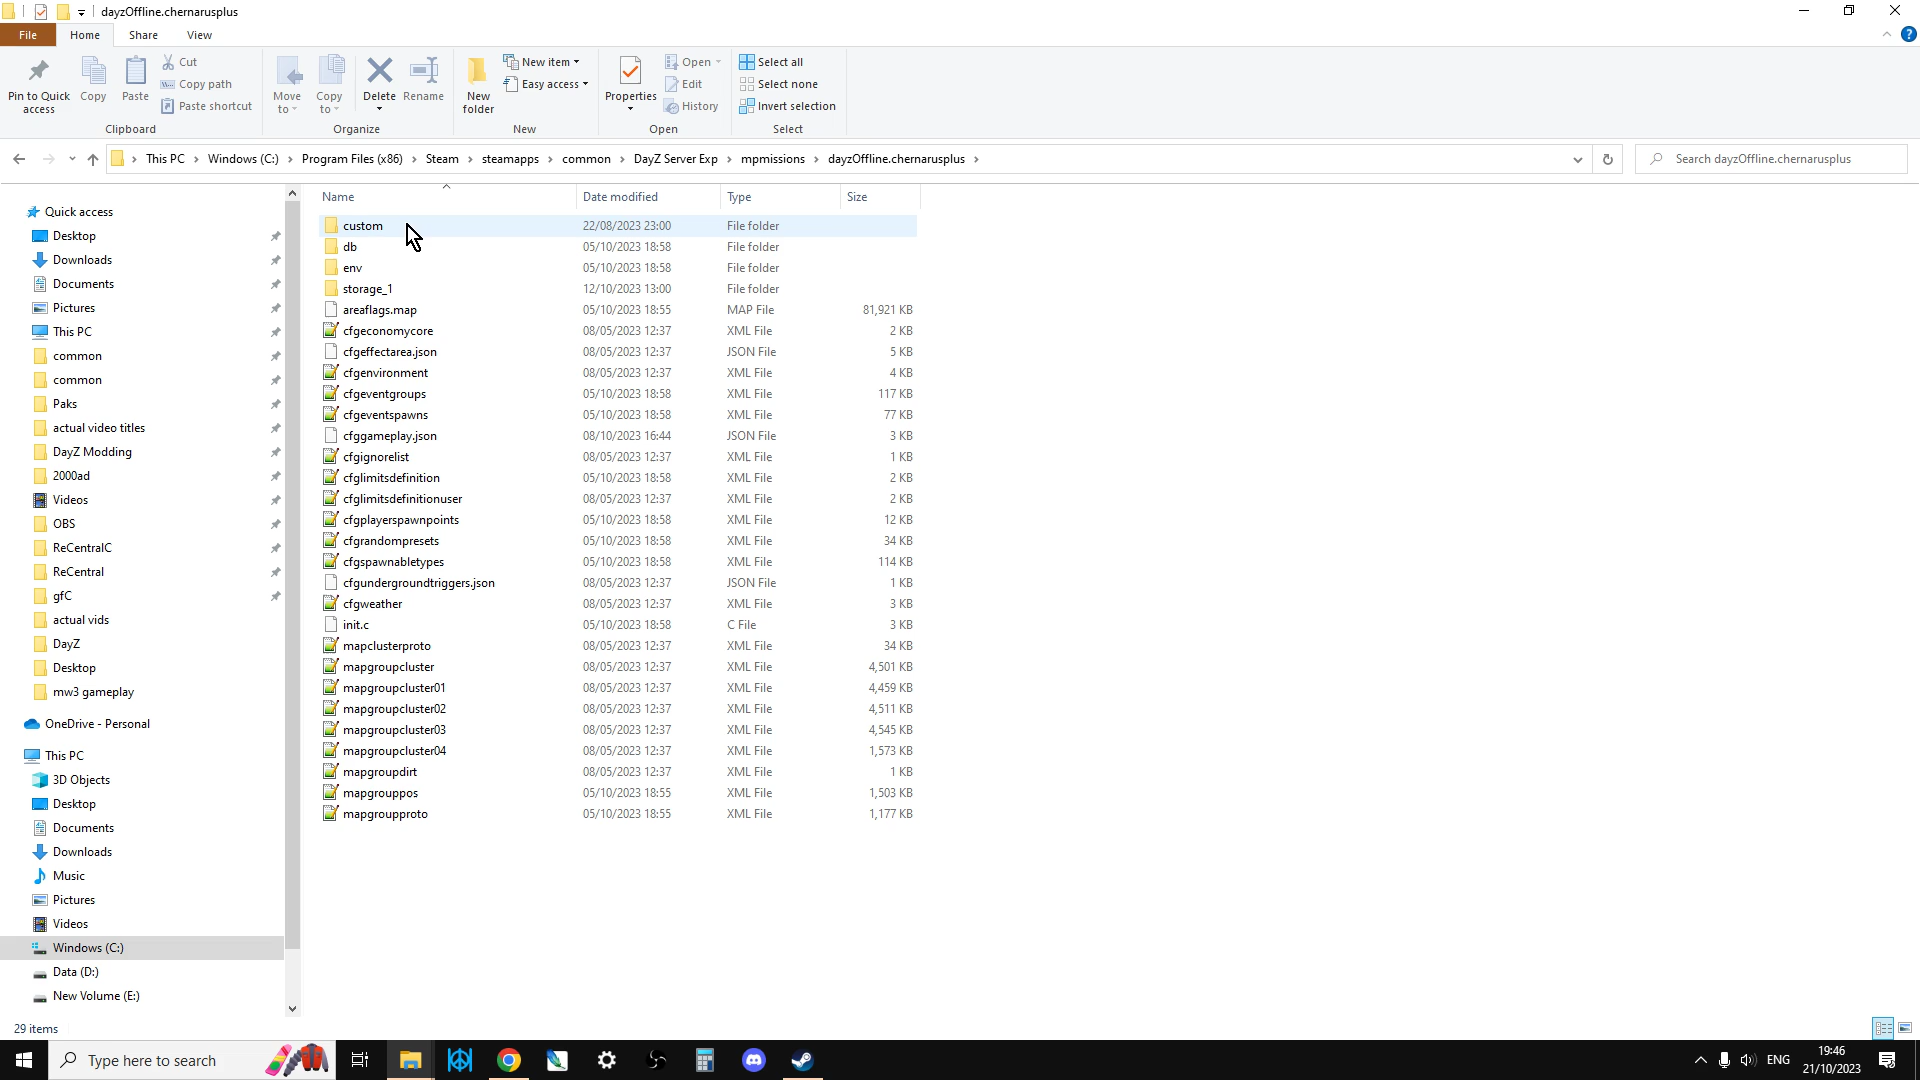 dayzOffline.chernarusplus
File Home Share View
Pin to Quick access
Copy
Paste
Cut
Copy path
Paste shortcut
Clipboard
Move to
Copy to
Delete
Rename
Organize
New folder
New item
Easy access
New
Properties
Open
Edit
History
Open
Select all
Select none
Invert selection
Select
This PC > Windows (C:) > Program Files (x86) > Steam > steamapps > common > DayZ Server Exp > mpmissions > dayzOffline.chernarusplus >
Search dayzOffline.chernarusplus
Quick access
Desktop
Downloads
Documents
Pictures
This PC
common
common
Paks
actual video titles
DayZ Modding
2000ad
Videos
OBS
ReCentralC
ReCentral
gfC
actual vids
DayZ
Desktop
mw3 gameplay
OneDrive - Personal
This PC
3D Objects
Desktop
Documents
Downloads
Music
Pictures
Videos
Windows (C:)
Data (D:)
New Volume (E:)
Name Date modified Type Size
custom 22/08/2023 23:00 File folder
db 05/10/2023 18:58 File folder
env 05/10/2023 18:58 File folder
storage_1 12/10/2023 13:00 File folder
areaflags.map 05/10/2023 18:55 MAP File 81,921 KB
cfgeconomycore 08/05/2023 12:37 XML File 2 KB
cfgeffectarea.json 08/05/2023 12:37 JSON File 5 KB
cfgenvironment 08/05/2023 12:37 XML File 4 KB
cfgeventgroups 05/10/2023 18:58 XML File 117 KB
cfgeventspawns 05/10/2023 18:58 XML File 77 KB
cfggameplay.json 08/10/2023 16:44 JSON File 3 KB
cfgignorelist 08/05/2023 12:37 XML File 1 KB
cfglimitsdefinition 05/10/2023 18:58 XML File 2 KB
cfglimitsdefinitionuser 08/05/2023 12:37 XML File 2 KB
cfgplayerspawnpoints 05/10/2023 18:58 XML File 12 KB
cfgrandompresets 05/10/2023 18:58 XML File 34 KB
cfgspawnabletypes 05/10/2023 18:58 XML File 114 KB
cfgundergroundtriggers.json 08/05/2023 12:37 JSON File 1 KB
cfgweather 08/05/2023 12:37 XML File 3 KB
init.c 05/10/2023 18:58 C File 3 KB
mapclusterproto 08/05/2023 12:37 XML File 34 KB
mapgroupcluster 08/05/2023 12:37 XML File 4,501 KB
mapgroupcluster01 08/05/2023 12:37 XML File 4,459 KB
mapgroupcluster02 08/05/2023 12:37 XML File 4,511 KB
mapgroupcluster03 08/05/2023 12:37 XML File 4,545 KB
mapgroupcluster04 08/05/2023 12:37 XML File 1,573 KB
mapgroupdirt 08/05/2023 12:37 XML File 1 KB
mapgrouppos 05/10/2023 18:55 XML File 1,503 KB
mapgroupproto 05/10/2023 18:55 XML File 1,177 KB
29 items
Type here to search
ENG
19:46
21/10/2023